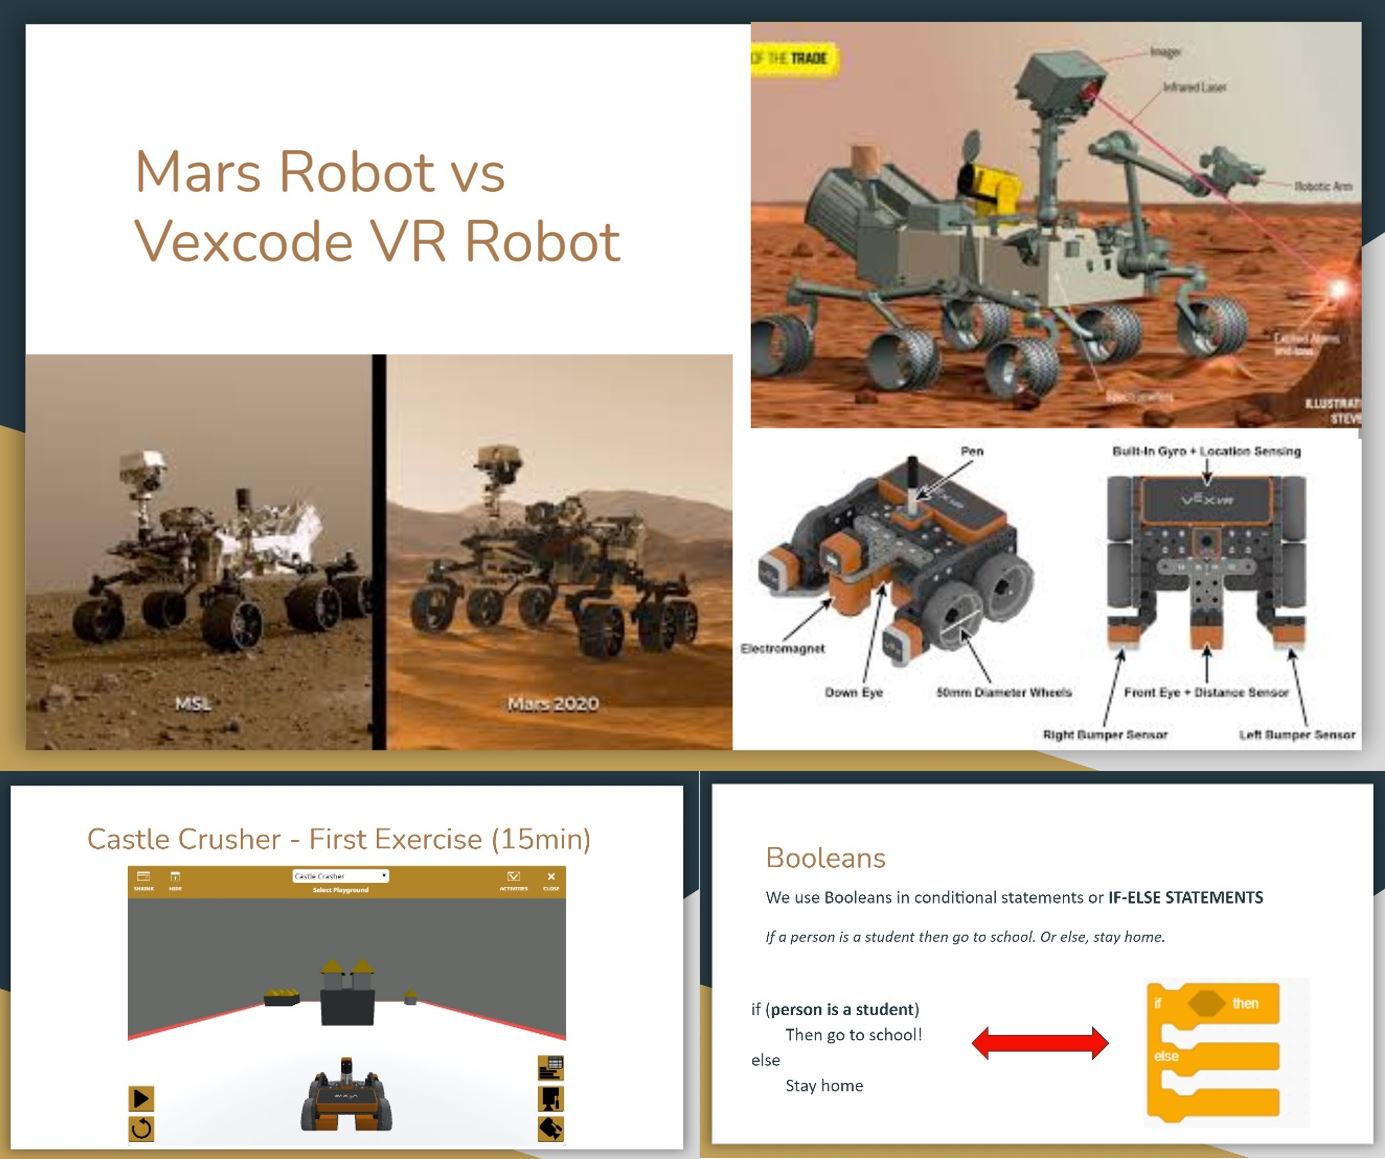 Mars Robot vs
Vexcode VR Robot
OF THE TRADE
Imager
Infrared Laser
Robotic Arm
Excited Atoms
and Ions
Spectrometers
ILLUSTRAT
STEV
MSL
Mars 2020
Pen
Built-In Gyro + Location Sensing
VEXVR
VEXVR
Electromagnet
Down Eye
50mm Diameter Wheels
Front Eye + Distance Sensor
Right Bumper Sensor
Left Bumper Sensor
Castle Crusher - First Exercise (15min)
SHRINK
HIDE
Castle Crasher
Select Playground
ACTIVITIES
CLOSE
Booleans
We use Booleans in conditional statements or IF-ELSE STATEMENTS
If a person is a student then go to school. Or else, stay home.
if (person is a student)
Then go to school!
else
Stay home
if then
else